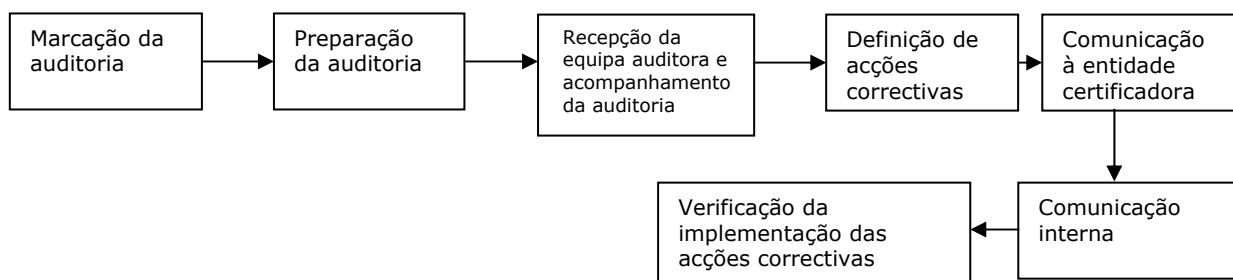 Marcação da
auditoria
Preparação
da auditoria
Recepção da
equipa auditora e
acompanhamento
da auditoria
Definição de
acções
correctivas
Comunicação
à entidade
certificadora
Comunicação
interna
Verificação da
implementação das
acções correctivas